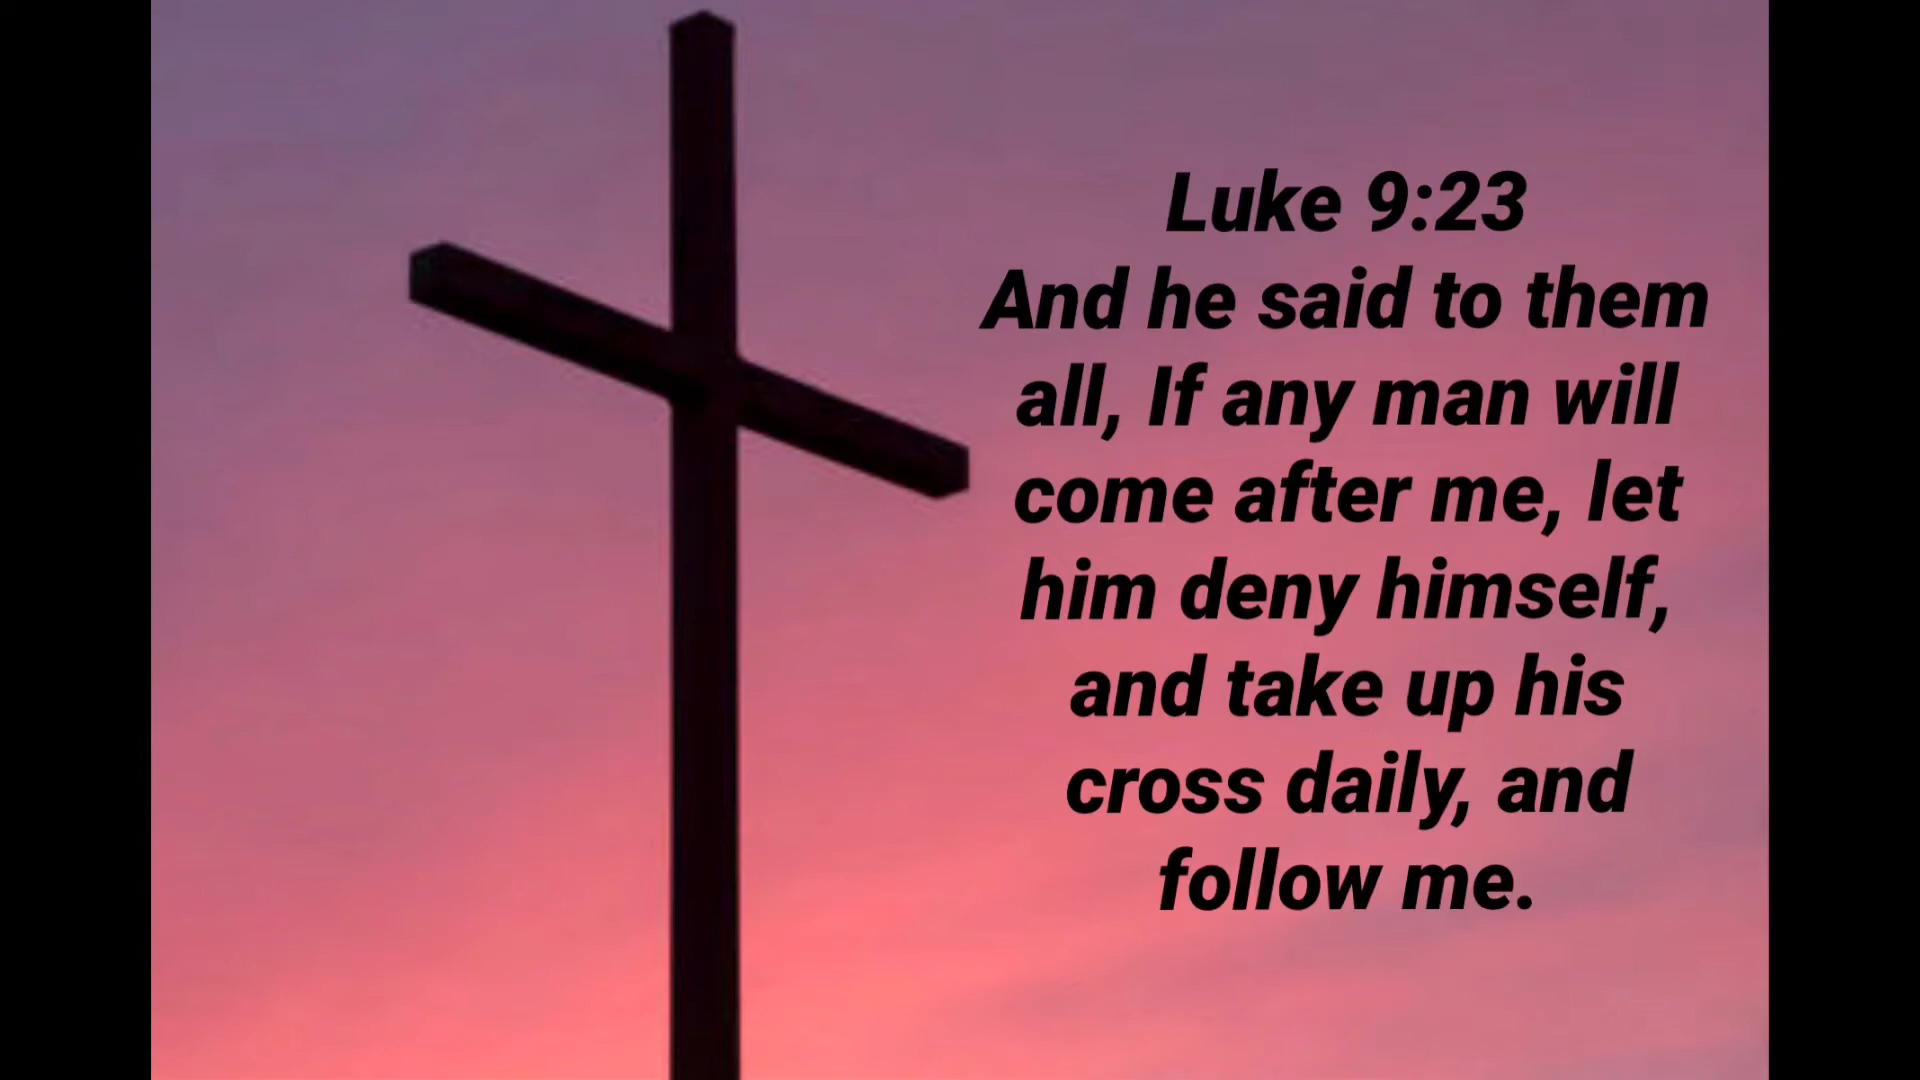 Luke 9:23
And he said to them
all, If any man will
come after me, let
him deny himself,
and take up his
cross daily, and
follow me.